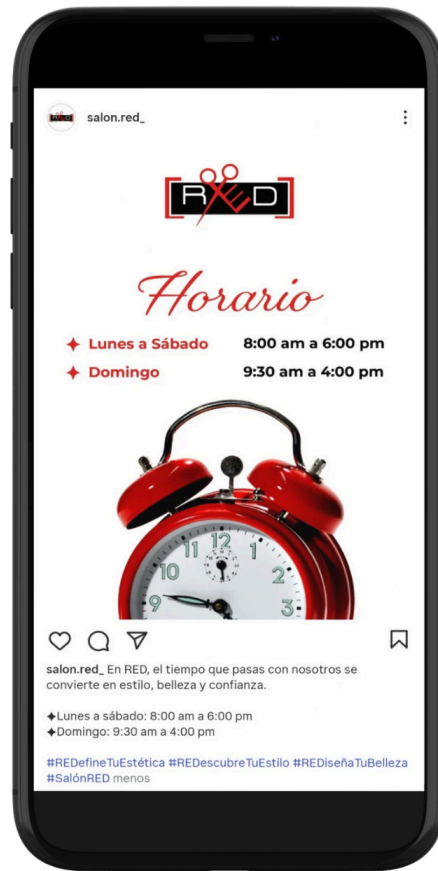 salon.red_
RED
Horario
Lunes a Sábado 8:00 am a 6:00 pm
Domingo 9:30 am a 4:00 pm
11 12 1
10 2
9 3
salon.red_ En RED, el tiempo que pasas con nosotros se
convierte en estilo, belleza y confianza.
✦Lunes a sábado: 8:00 am a 6:00 pm
✦Domingo: 9:30 am a 4:00 pm
#REDefineTuEstética #REDescubreTuEstilo #REDiseñaTuBelleza
#SalónRED menos